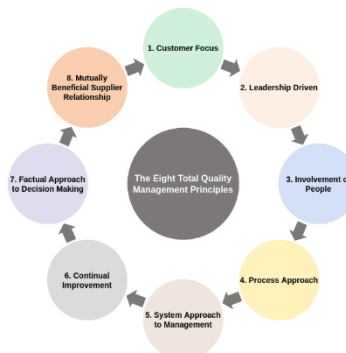 1. Customer Focus
2. Leadership Driven
3. Involvement of
People
4. Process Approach
5. System Approach
to Management
6. Continual
Improvement
7. Factual Approach
to Decision Making
8. Mutually
Beneficial Supplier
Relationship
The Eight Total Quality
Management Principles